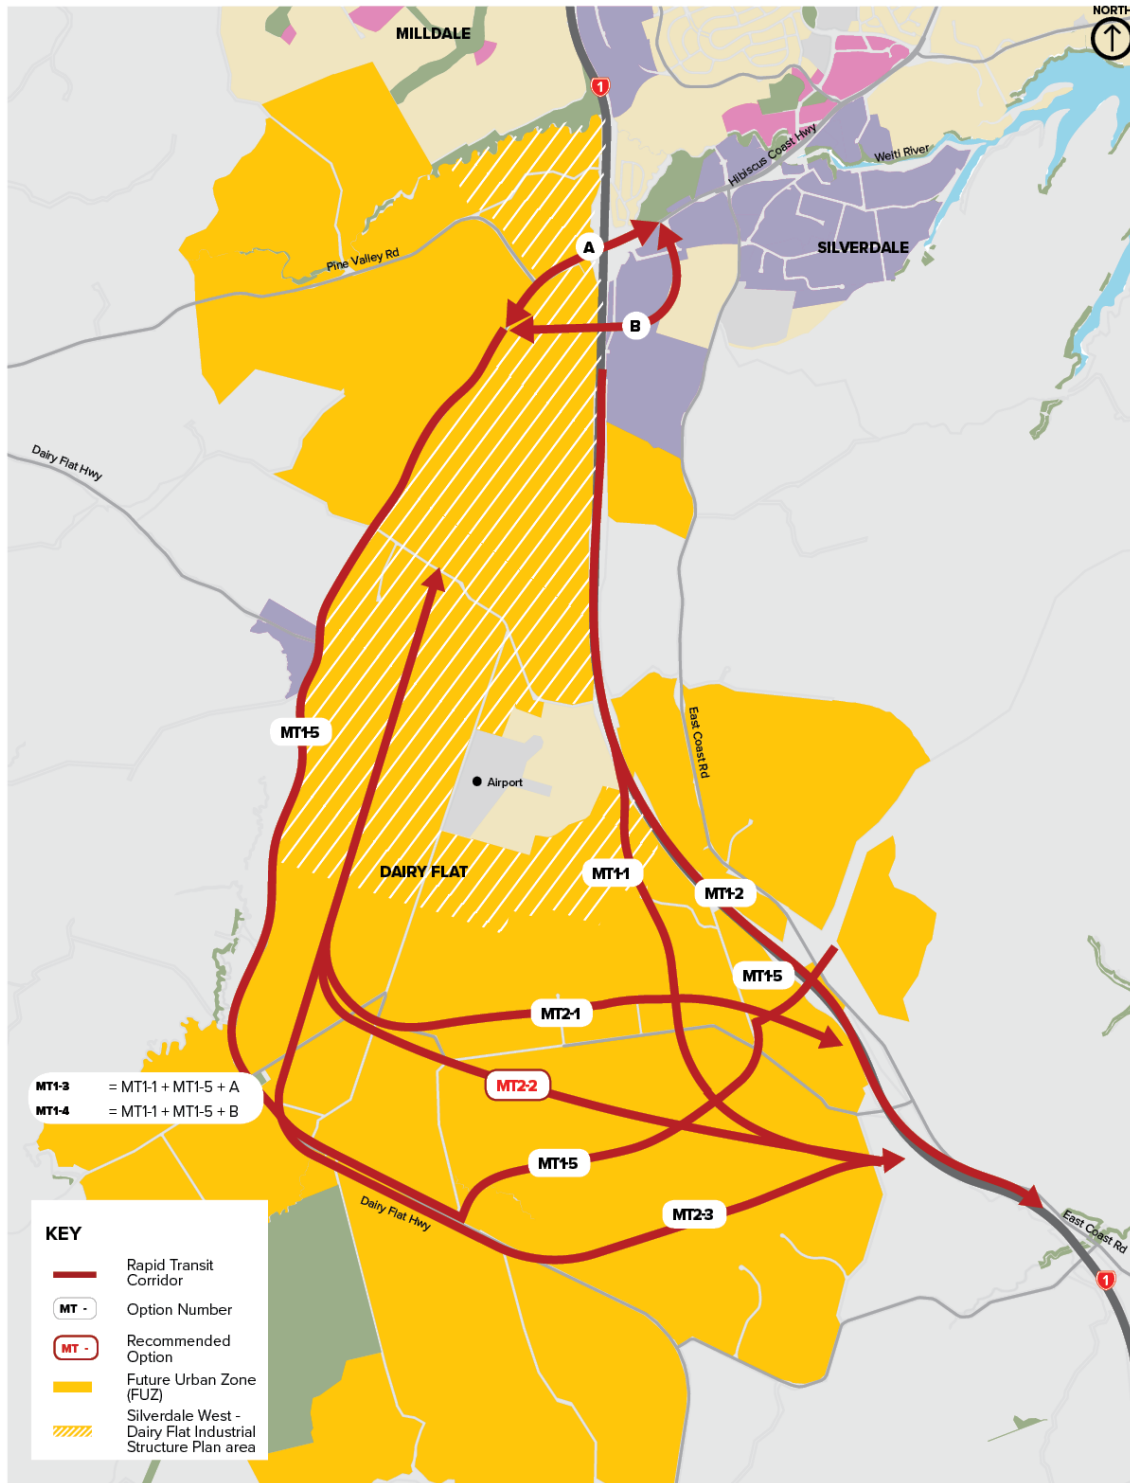 NORTH
MILLDALE
1
Hibiscus Coast Hwy
Weiti River
A
SILVERDALE
Pine Valley Rd
B
Dairy Flat Hwy
MT1-5
East Coast Rd
Airport
DAIRY FLAT
MT1-1
MT1-2
MT1-5
MT2-1
MT2-2
MT1-3 = MT1-1 + MT1-5 + A
MT1-4 = MT1-1 + MT1-5 + B
MT1-5
MT2-3
Dairy Flat Hwy
East Coast Rd
1
KEY
Rapid Transit
Corridor
MT - Option Number
MT - Recommended
Option
Future Urban Zone
(FUZ)
Silverdale West -
Dairy Flat Industrial
Structure Plan area